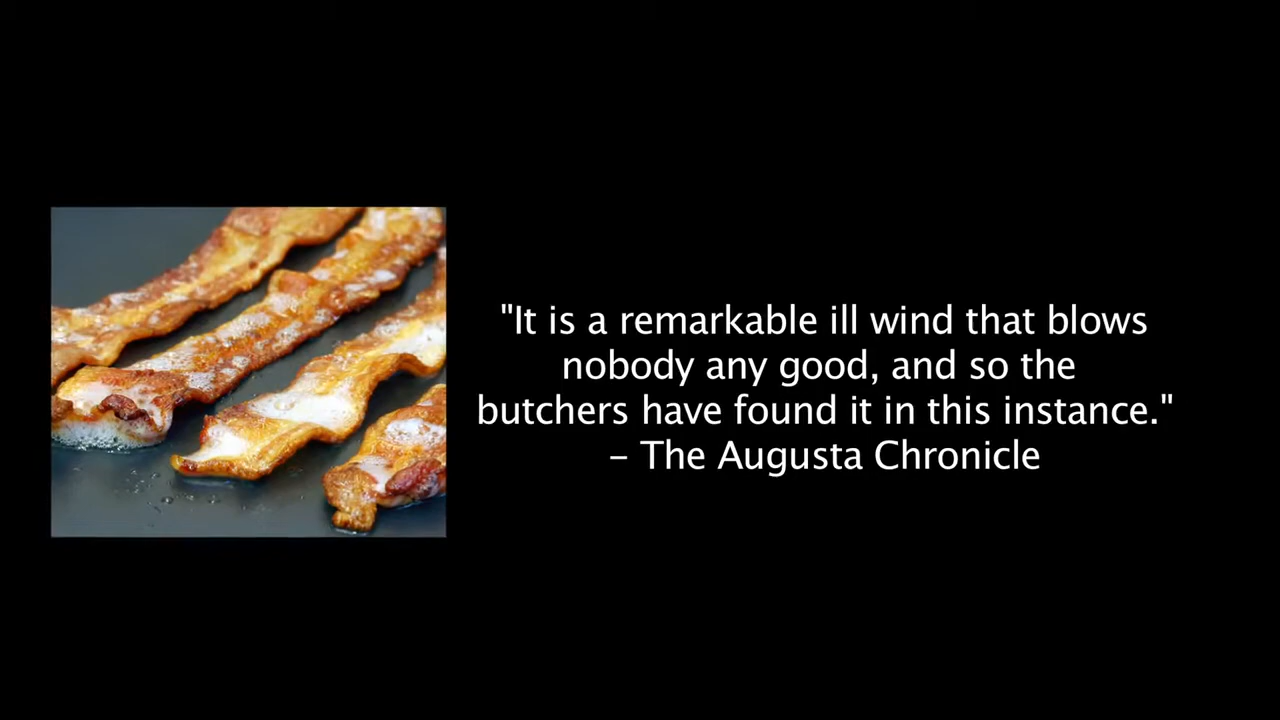 "It is a remarkable ill wind that blows
nobody any good, and so the
butchers have found it in this instance."
– The Augusta Chronicle